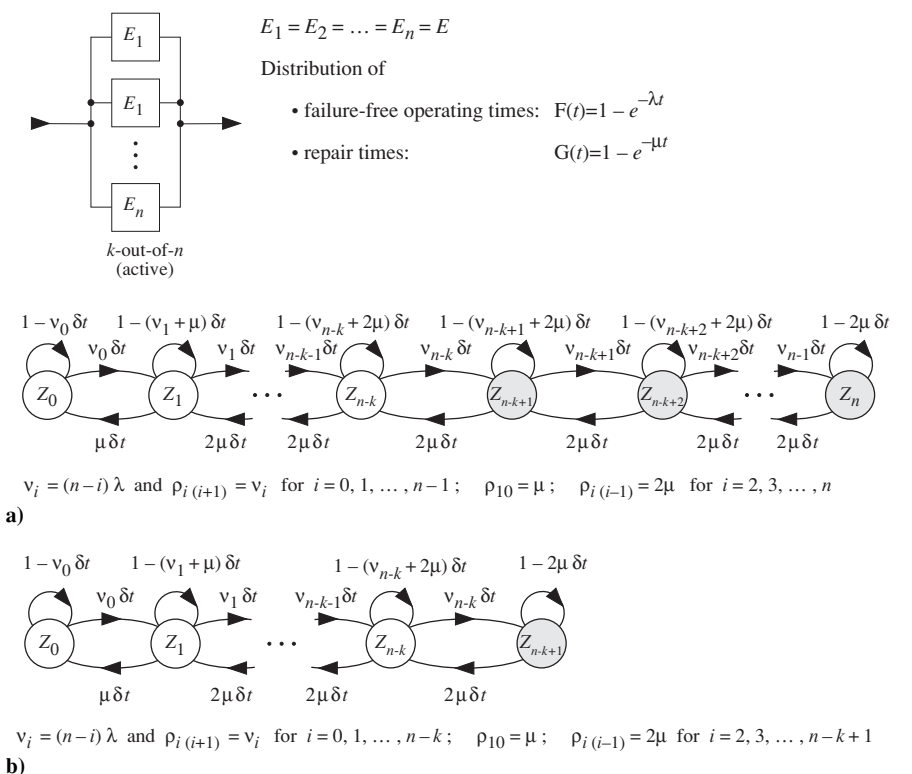 E₁
E₁
Eₙ
k-out-of-n
(active)
E₁ = E₂ = … = Eₙ = E
Distribution of
• failure-free operating times: F(t)=1 – e^–λt
• repair times: G(t)=1 – e^–μt
1 – ν₀ δt 1 – (ν₁ + μ) δt 1 – (νₙ₋ₖ + 2μ) δt 1 – (νₙ₋ₖ₊₁ + 2μ) δt 1 – (νₙ₋ₖ₊₂ + 2μ) δt 1 – 2μ δt
ν₀ δt ν₁ δt νₙ₋ₖ₋₁ δt νₙ₋ₖ δt νₙ₋ₖ₊₁ δt νₙ₋ₖ₊₂ δt νₙ₋₁ δt
Z₀ Z₁ … Zₙ₋ₖ Zₙ₋ₖ₊₁ Zₙ₋ₖ₊₂ … Zₙ
μ δt 2μ δt 2μ δt 2μ δt 2μ δt 2μ δt 2μ δt
νᵢ = (n – i) λ and ρᵢ ₍ᵢ₊₁₎ = νᵢ for i = 0, 1, … , n – 1 ; ρ₁₀ = μ ; ρᵢ ₍ᵢ₋₁₎ = 2μ for i = 2, 3, … , n
a)
1 – ν₀ δt 1 – (ν₁ + μ) δt 1 – (νₙ₋ₖ + 2μ) δt 1 – 2μ δt
ν₀ δt ν₁ δt νₙ₋ₖ₋₁ δt νₙ₋ₖ δt
Z₀ Z₁ … Zₙ₋ₖ Zₙ₋ₖ₊₁
μ δt 2μ δt 2μ δt 2μ δt
νᵢ = (n – i) λ and ρᵢ ₍ᵢ₊₁₎ = νᵢ for i = 0, 1, … , n – k ; ρ₁₀ = μ ; ρᵢ ₍ᵢ₋₁₎ = 2μ for i = 2, 3, … , n – k + 1
b)